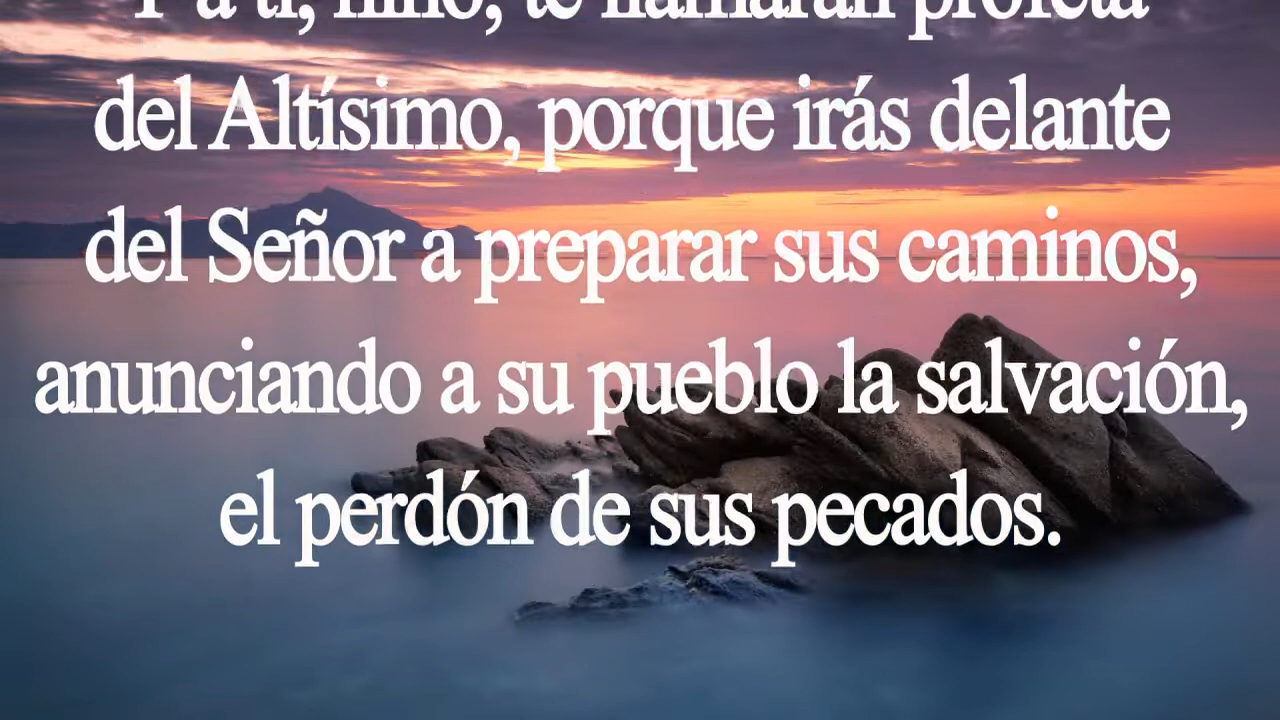 Y a ti, niño, te llamarán profeta
del Altísimo, porque irás delante
del Señor a preparar sus caminos,
anunciando a su pueblo la salvación,
el perdón de sus pecados.